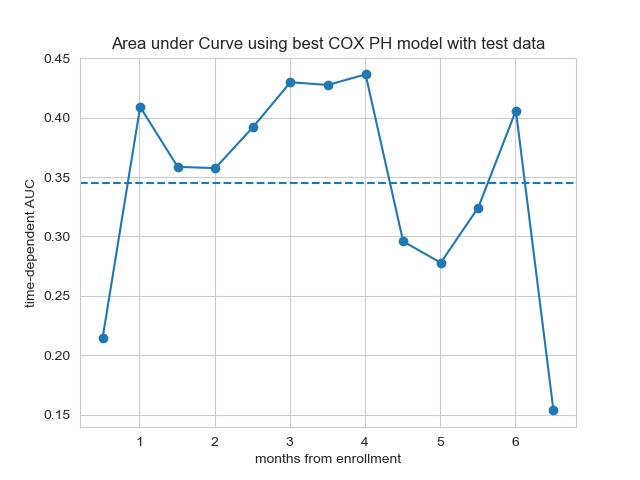 Area under Curve using best COX PH model with test data
time-dependent AUC
0.45
0.40
0.35
0.30
0.25
0.20
0.15
1 2 3 4 5 6
months from enrollment